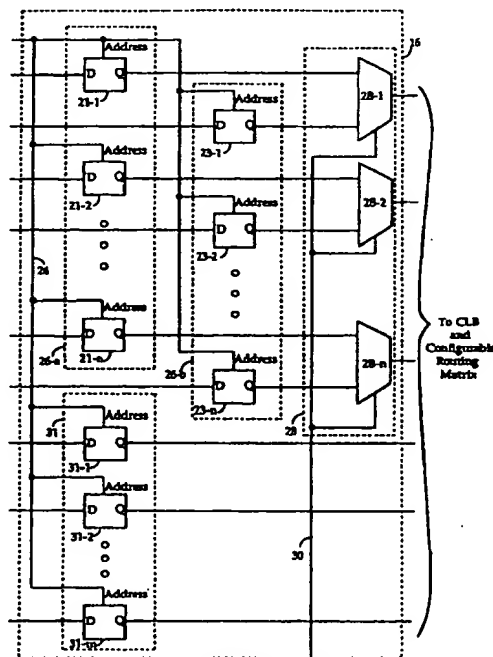 16
Address
D Q
21-1
Address
D Q
23-1
28-1
Address
D Q
21-2
Address
D Q
23-2
28-2
24
Address
D Q
26-a
21-n
Address
D Q
26-b
23-n
28-n
28
To CLB
and
Configurable
Routing
Matrix
31
Address
D Q
31-1
Address
D Q
31-2
30
Address
D Q
31-m